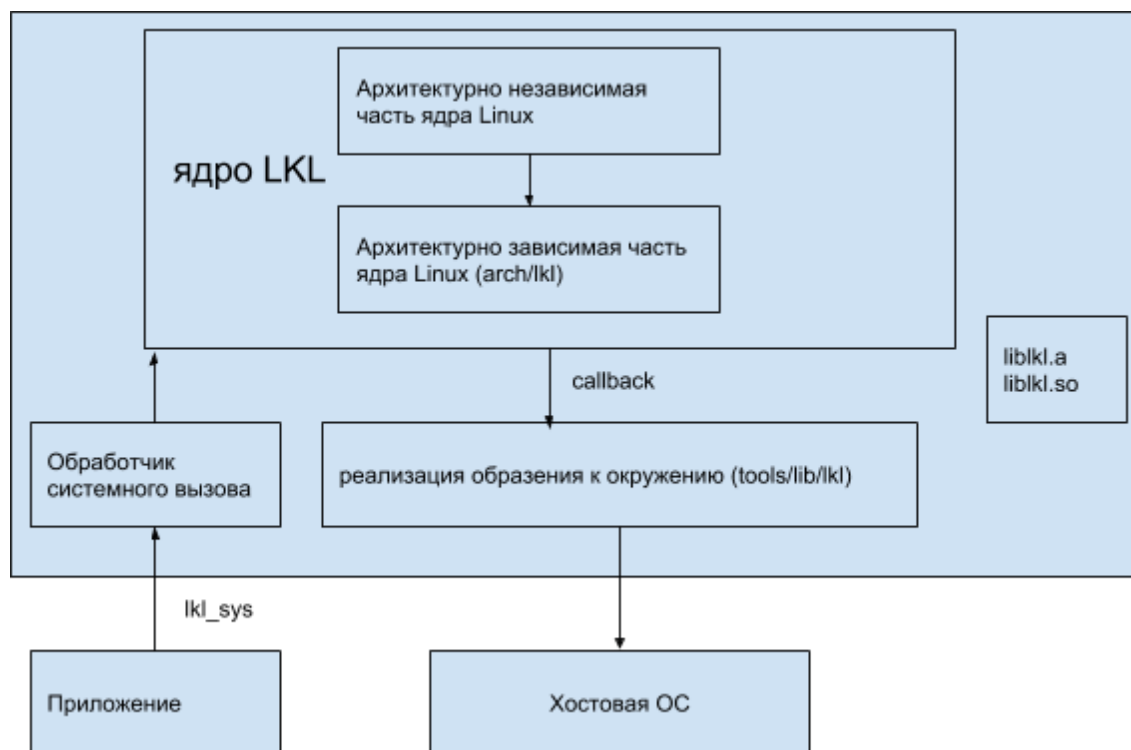 Архитектурно независимая
часть ядра Linux
ядро LKL
Архитектурно зависимая часть
ядра Linux (arch/lkl)
liblkl.a
liblkl.so
callback
Обработчик
системного вызова
реализация образения к окружению (tools/lib/lkl)
lkl_sys
Приложение
Хостовая ОС